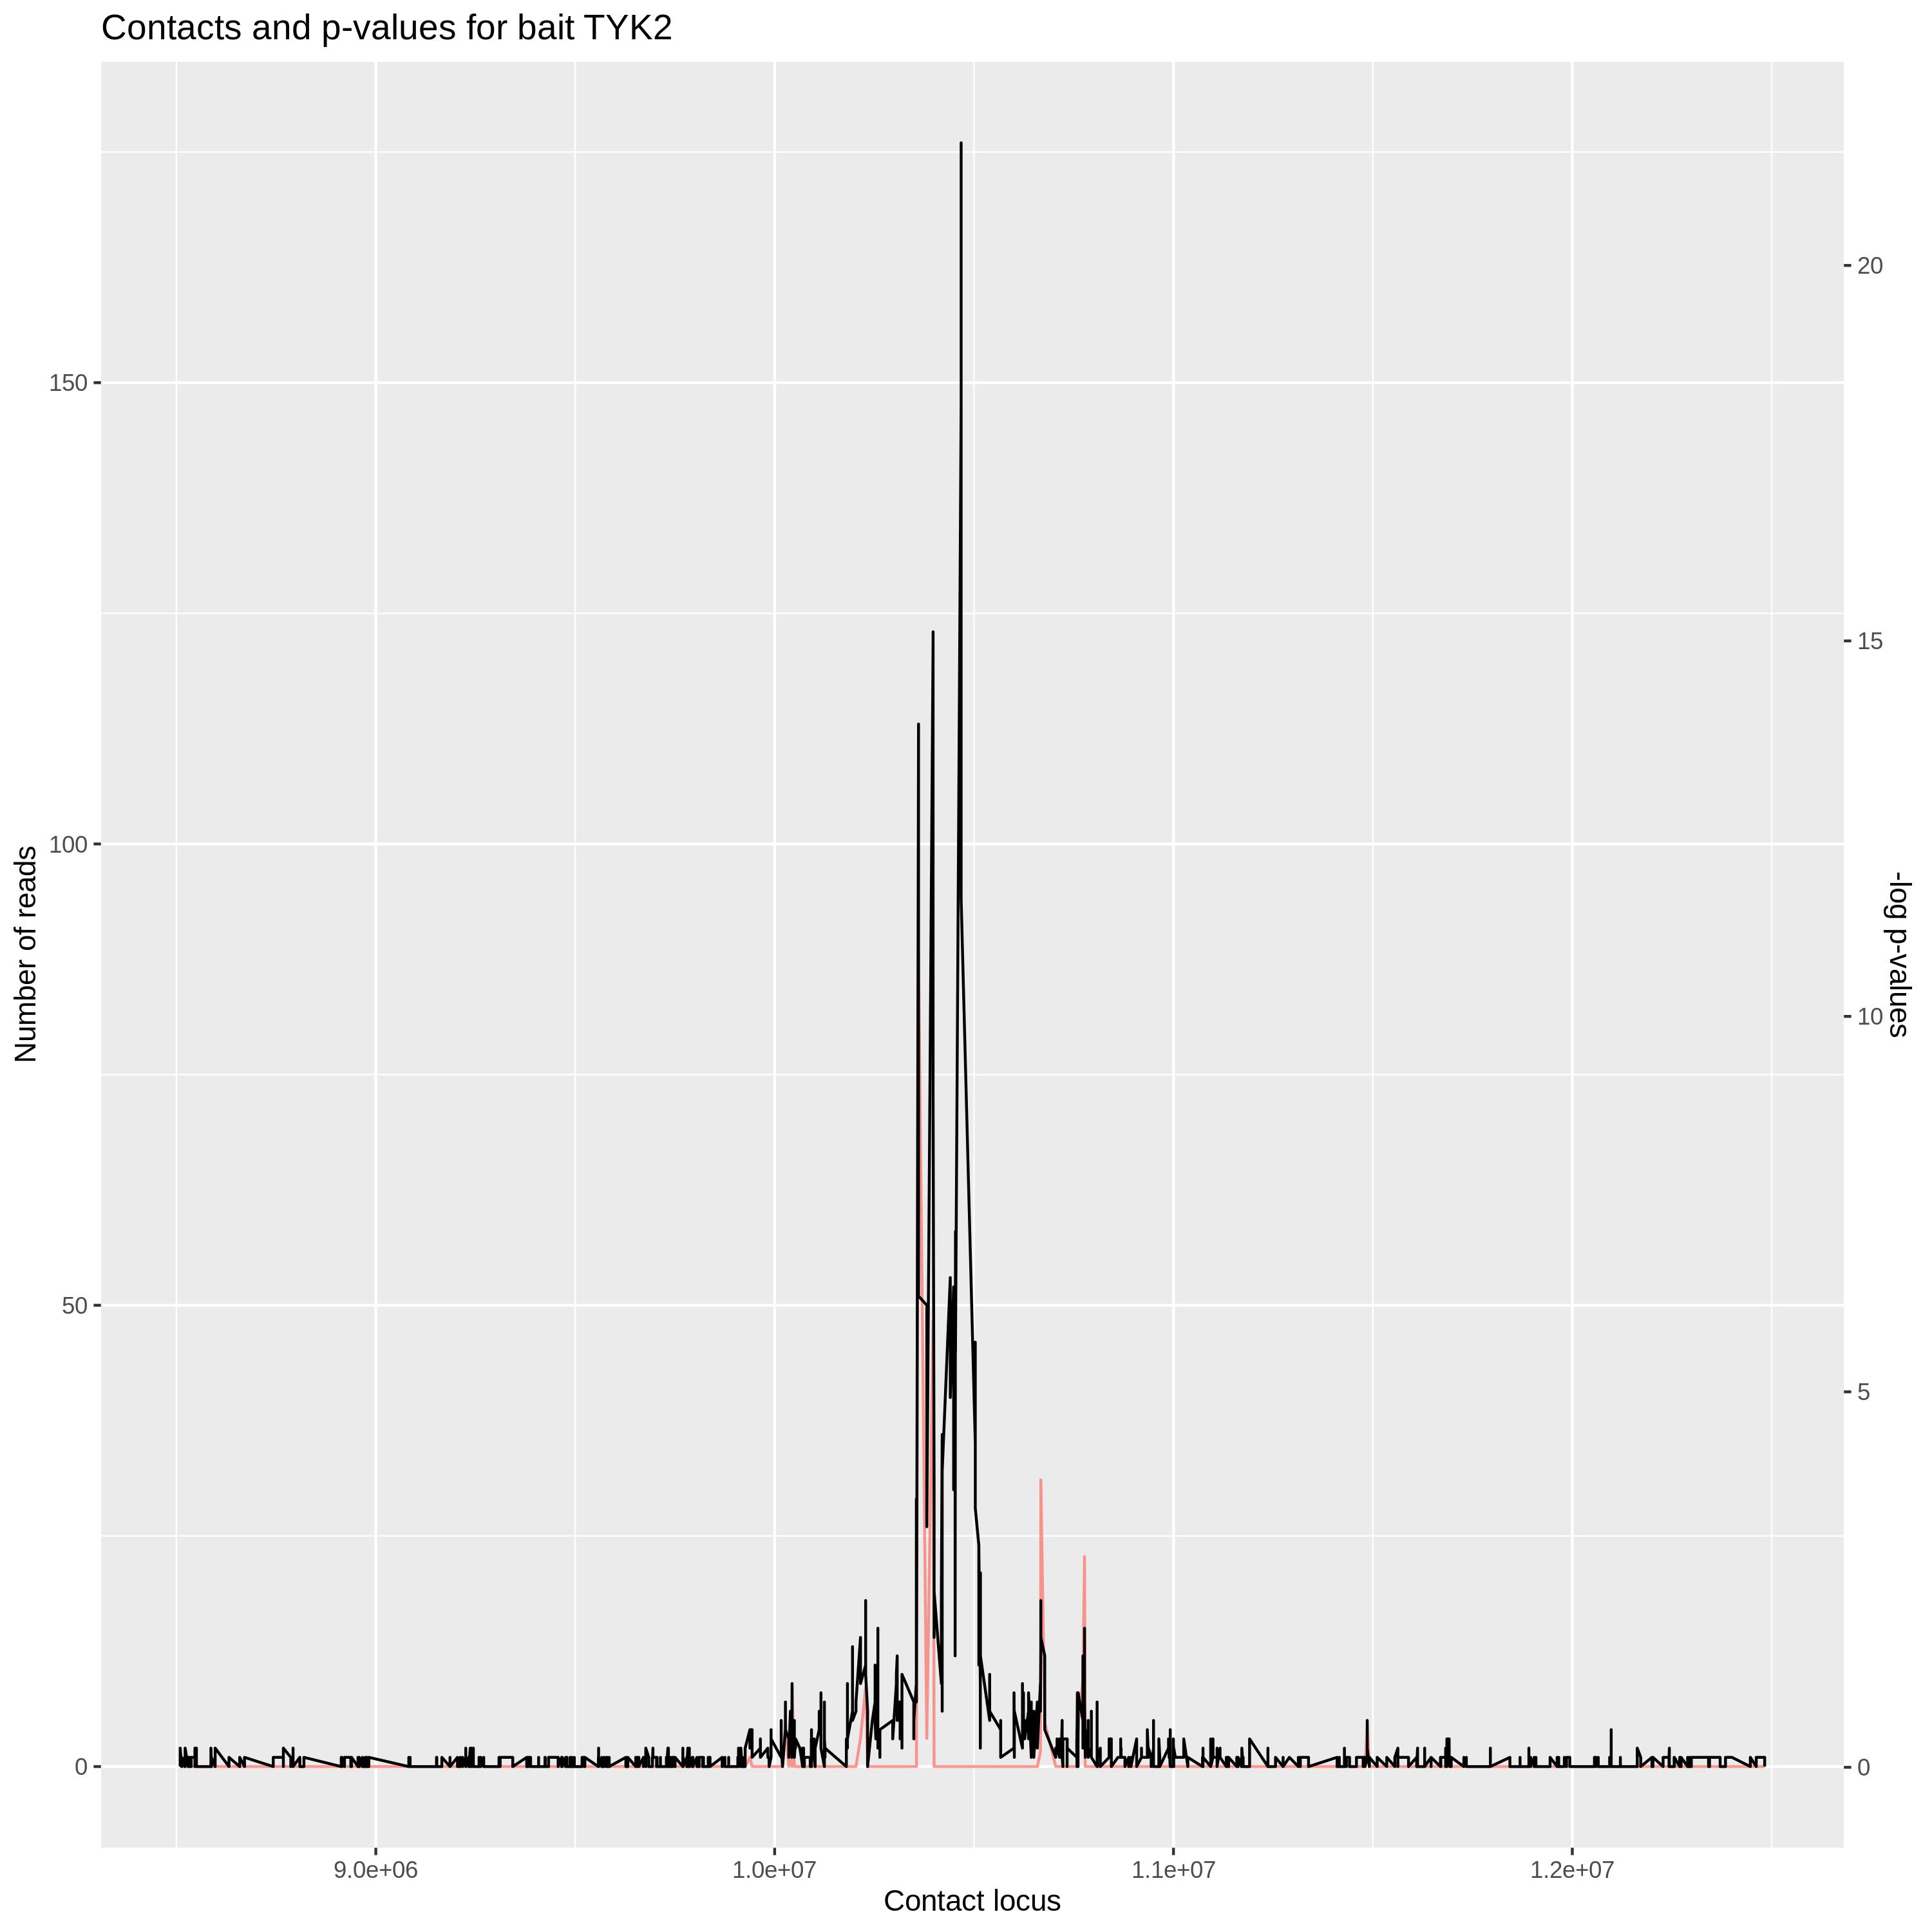 Contacts and p-values for bait TYK2
Number of reads
150
100
50
0
20
15
10
5
0
-log p-values
9.0e+06
1.0e+07
1.1e+07
1.2e+07
Contact locus